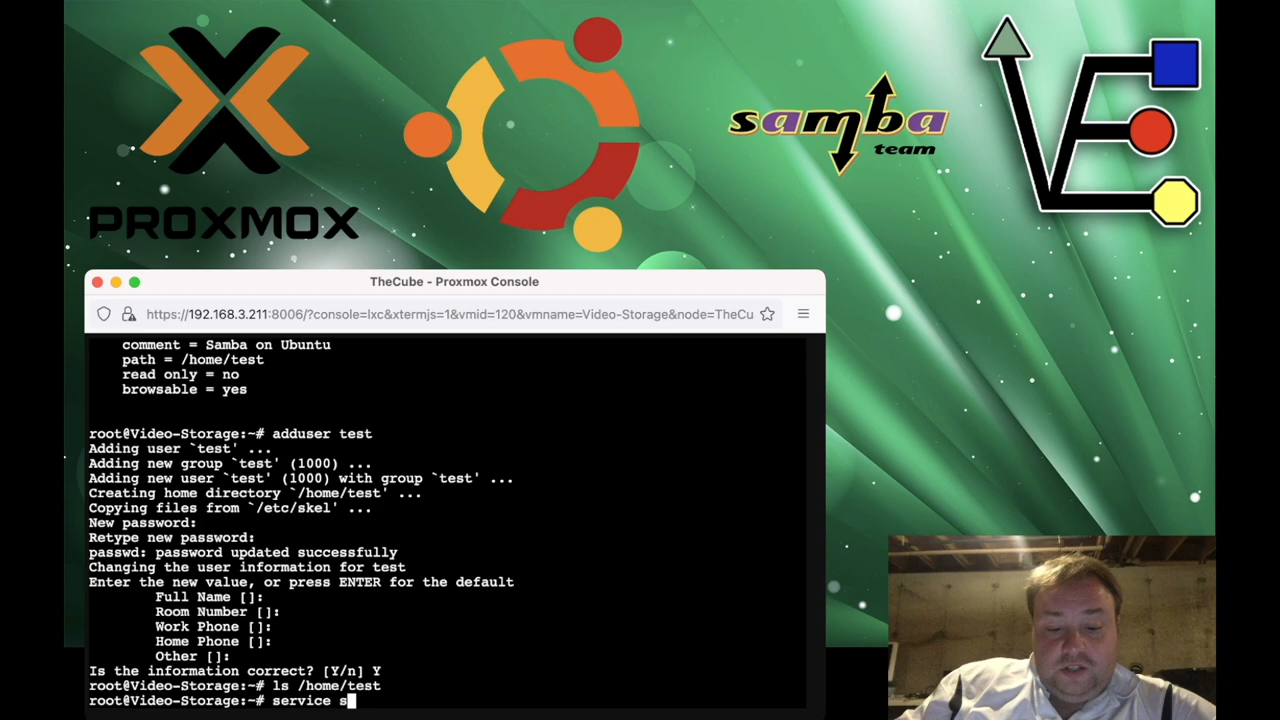 PROXMOX
samba
team
VE
TheCube - Proxmox Console
https://192.168.3.211:8006/?console=lxc&xtermjs=1&vmid=120&vmname=Video-Storage&node=TheCu
comment = Samba on Ubuntu
path = /home/test
read only = no
browsable = yes
root@Video-Storage:~# adduser test
Adding user `test' ...
Adding new group `test' (1000) ...
Adding new user `test' (1000) with group `test' ...
Creating home directory `/home/test' ...
Copying files from `/etc/skel' ...
New password:
Retype new password:
passwd: password updated successfully
Changing the user information for test
Enter the new value, or press ENTER for the default
Full Name []:
Room Number []:
Work Phone []:
Home Phone []:
Other []:
Is the information correct? [Y/n] Y
root@Video-Storage:~# ls /home/test
root@Video-Storage:~# service s